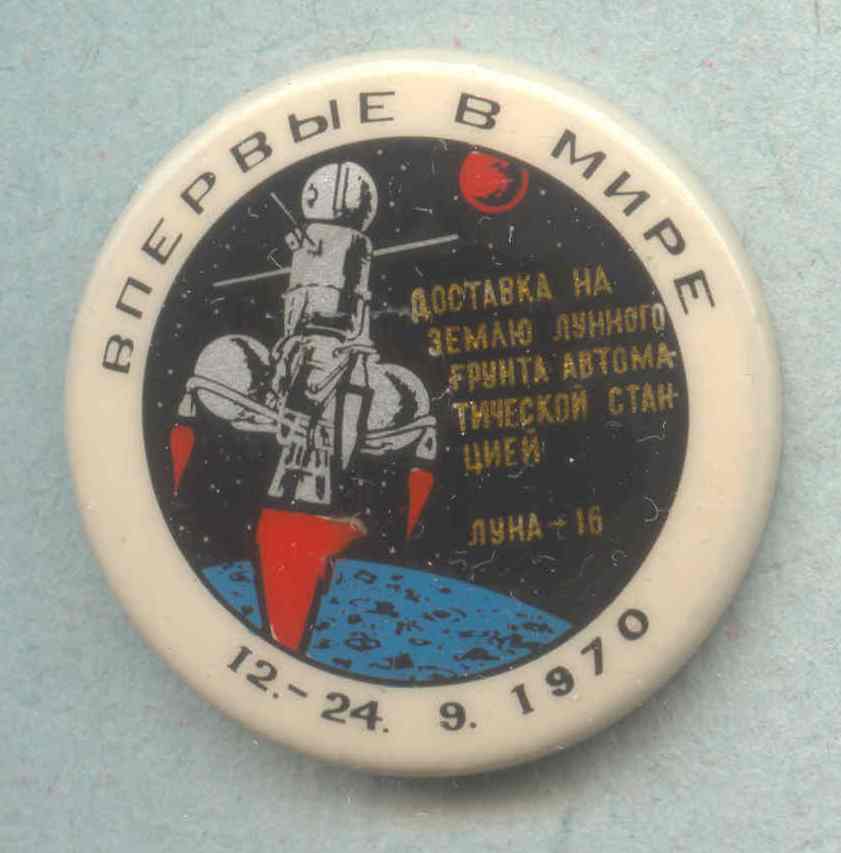 ВПЕРВЫЕ В МИРЕ
ДОСТАВКА НА
ЗЕМЛЮ ЛУННОГО
ГРУНТА АВТОМА-
ТИЧЕСКОЙ СТАН-
ЦИЕЙ
ЛУНА-16
12.-24. 9. 1970